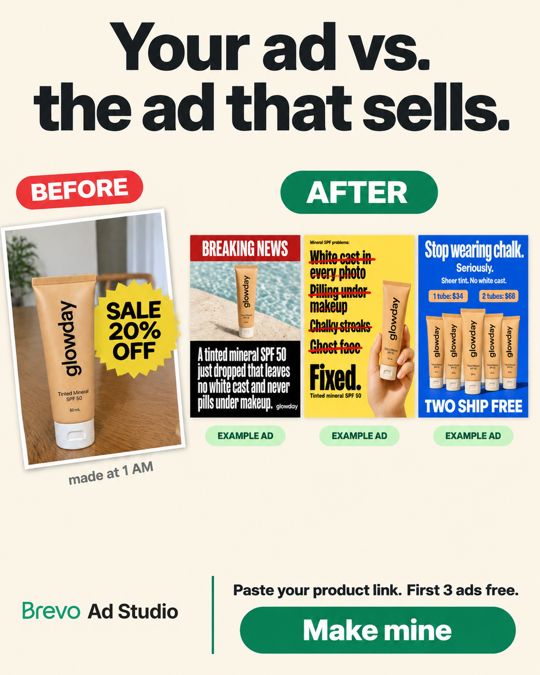 Your ad vs.
the ad that sells.
BEFORE
AFTER
glowday
Tinted Mineral
SPF 50
50 mL
SALE
20%
OFF
made at 1 AM
BREAKING NEWS
glowday
A tinted mineral SPF 50
just dropped that leaves
no white cast and never
pills under makeup.
glowday
EXAMPLE AD
Mineral SPF problems:
White cast in
every photo
Pilling under
makeup
Chalky streaks
Ghost face
glowday
Fixed.
Tinted mineral SPF 50
EXAMPLE AD
Stop wearing chalk.
Seriously.
Sheer tint. No white cast.
1 tube: $34
2 tubes: $68
glowday
glowday
glowday
glowday
glowday
TWO SHIP FREE
EXAMPLE AD
Brevo Ad Studio
Paste your product link. First 3 ads free.
Make mine